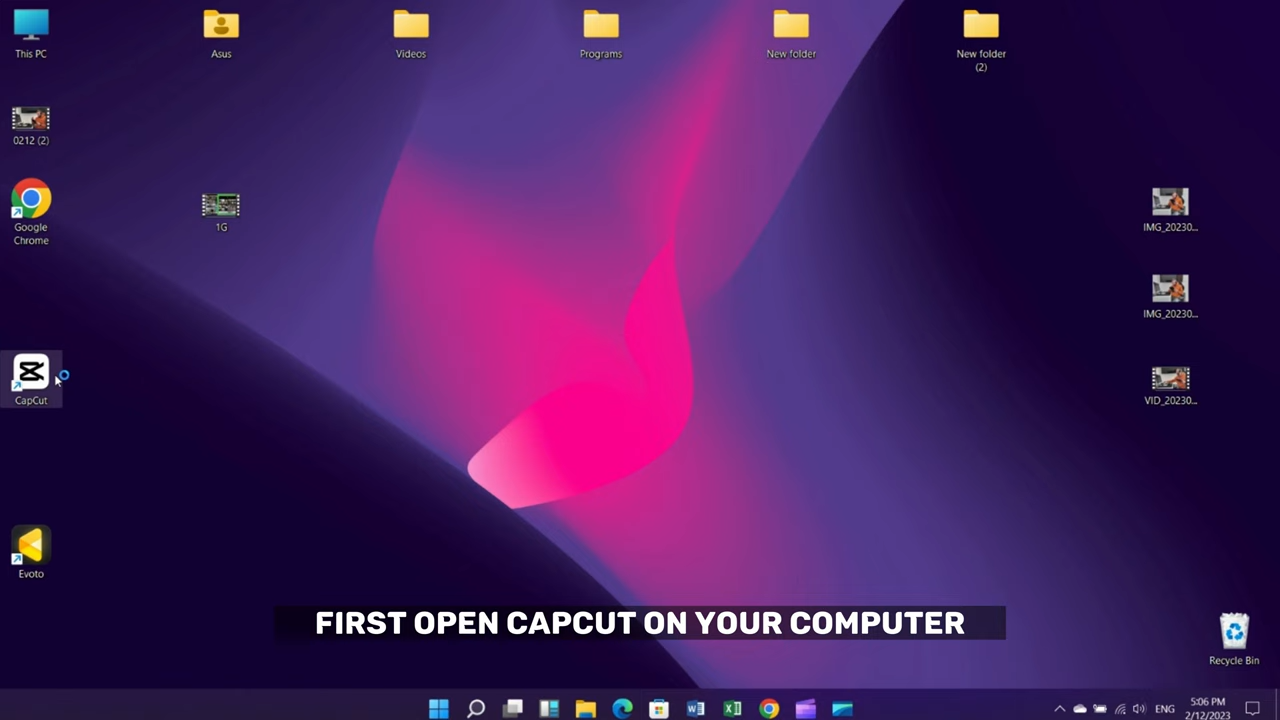 This PC
Asus
Videos
Programs
New folder
New folder
(2)
0212 (2)
Google
Chrome
1G
IMG_20230...
IMG_20230...
CapCut
VID_20230...
Evoto
FIRST OPEN CAPCUT ON YOUR COMPUTER
Recycle Bin
ENG
5:06 PM
2/12/2023